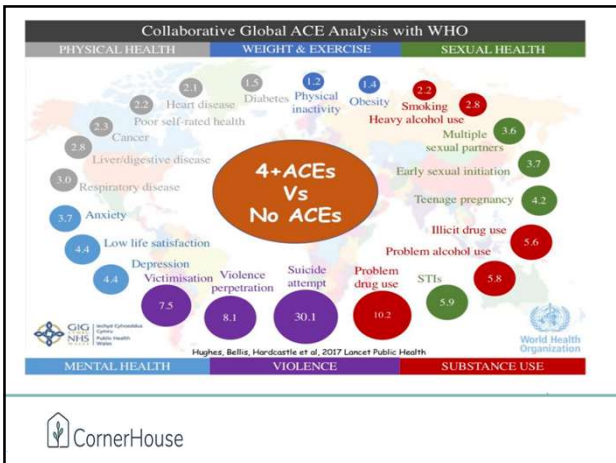 Collaborative Global ACE Analysis with WHO
PHYSICAL HEALTH
WEIGHT & EXERCISE
SEXUAL HEALTH
3.0
Respiratory disease
2.8
Liver/digestive disease
2.3
Cancer
2.2
Poor self-rated health
2.1
Heart disease
1.5
Diabetes
1.2
Physical
inactivity
1.4
Obesity
2.2
Smoking
2.8
Heavy alcohol use
3.6
Multiple
sexual partners
3.7
Early sexual initiation
4.2
Teenage pregnancy
5.6
Illicit drug use
5.8
Problem alcohol use
5.9
STIs
10.2
Problem
drug use
30.1
Suicide
attempt
8.1
Violence
perpetration
7.5
Victimisation
4.4
Depression
4.4
Low life satisfaction
3.7
Anxiety
4+ACEs
Vs
No ACEs
GIG
NHS
Iechyd Cyhoeddus
Cymru
Public Health
Wales
Hughes, Bellis, Hardcastle et al, 2017 Lancet Public Health
World Health
Organization
MENTAL HEALTH
VIOLENCE
SUBSTANCE USE
CornerHouse